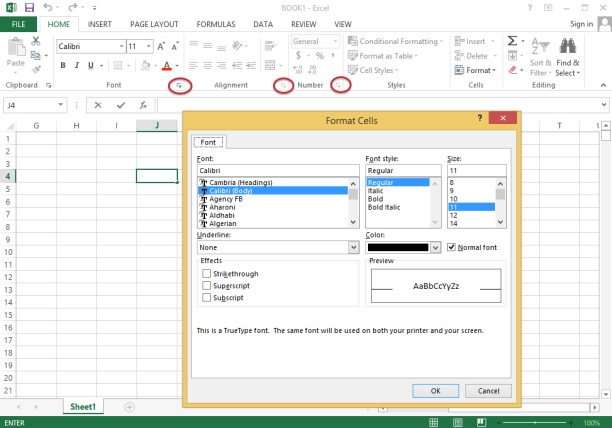 BOOK1 - Excel
FILE HOME INSERT PAGE LAYOUT FORMULAS DATA REVIEW VIEW Sign in
Paste
Calibri 11 A A
B I U A
General
$ % ,
Conditional Formatting
Format as Table
Cell Styles
Insert
Delete
Format
Sort & Filter
Find & Select
Clipboard Font Alignment Number Styles Cells Editing
J4 fx
G H I J T
1
2
3
4
5
6
7
8
9
10
11
12
13
14
15
16
17
18
19
20
21
Format Cells
Font
Font: Font style: Size:
Calibri Regular 11
Cambria (Headings) Regular 8
Calibri (Body) Italic 9
Agency FB Bold 10
Aharoni Bold Italic 11
Aldhabi 12
Algerian 14
Underline: Color:
None Normal font
Effects Preview
Strikethrough
Superscript
Subscript
AaBbCcYyZz
This is a TrueType font. The same font will be used on both your printer and your screen.
OK Cancel
Sheet1
ENTER 100%